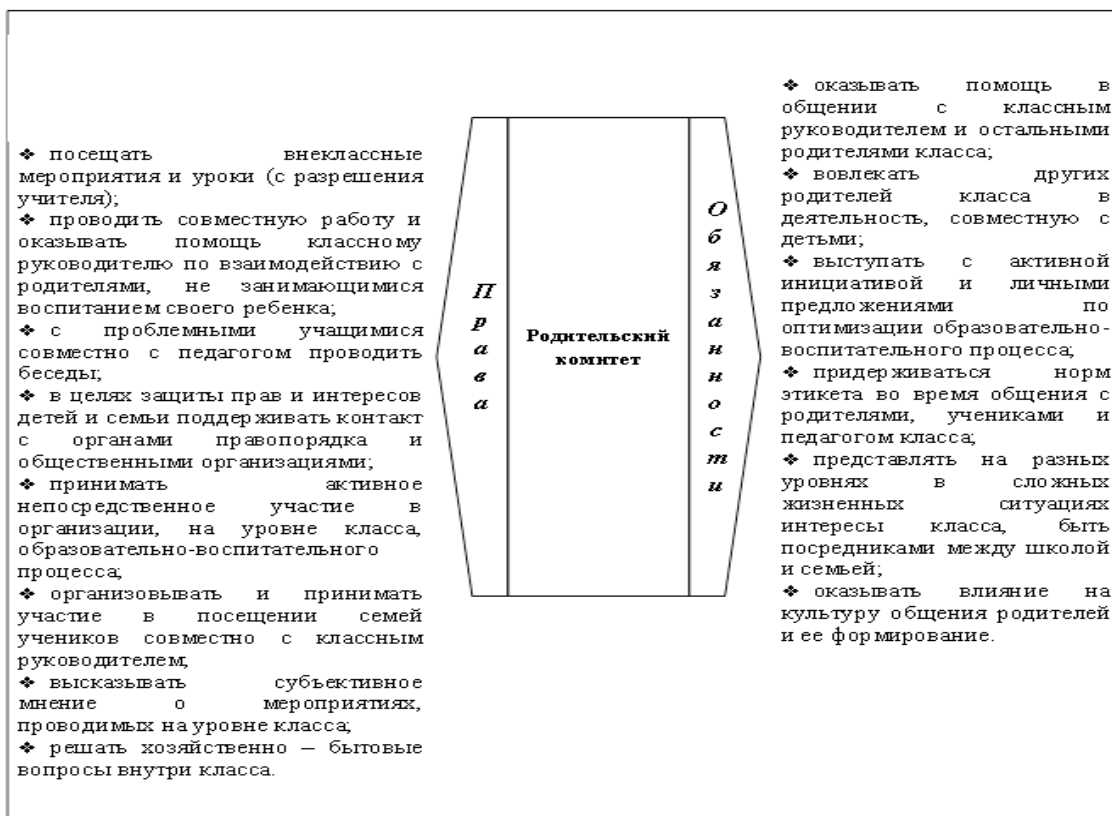 ❖ посещать внеклассные
мероприятия и уроки (с разрешения
учителя);
❖ проводить совместную работу и
оказывать помощь классному
руководителю по взаимодействию с
родителями, не занимающимися
воспитанием своего ребенка;
❖ с проблемными учащимися
совместно с педагогом проводить
беседы;
❖ в целях защиты прав и интересов
детей и семьи поддерживать контакт
с органами правопорядка и
общественными организациями;
❖ принимать активное
непосредственное участие в
организации, на уровне класса,
образовательно-воспитательного
процесса;
❖ организовывать и принимать
участие в посещении семей
учеников совместно с классным
руководителем;
❖ высказывать субъективное
мнение о мероприятиях,
проводимых на уровне класса;
❖ решать хозяйственно – бытовые
вопросы внутри класса.
Права
Родительский
комитет
Обязанности
❖ оказывать помощь в
общении с классным
руководителем и остальными
родителями класса;
❖ вовлекать других
родителей класса в
деятельность, совместную с
детьми;
❖ выступать с активной
инициативой и личными
предложениями по
оптимизации образовательно-
воспитательного процесса;
❖ придерживаться норм
этикета во время общения с
родителями, учениками и
педагогом класса;
❖ представлять на разных
уровнях в сложных
жизненных ситуациях
интересы класса, быть
посредниками между школой
и семьей;
❖ оказывать влияние на
культуру общения родителей
и ее формирование.